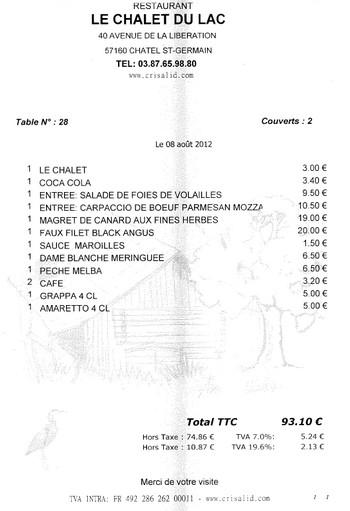 RESTAURANT
LE CHALET DU LAC
40 AVENUE DE LA LIBERATION
57160 CHATEL ST-GERMAIN
TEL: 03.87.65.98.80
www.crisalid.com
Table N° : 28 Couverts : 2
Le 08 août 2012
1 LE CHALET 3.00 €
1 COCA COLA 3.40 €
1 ENTREE: SALADE DE FOIES DE VOLAILLES 9.50 €
1 ENTREE: CARPACCIO DE BOEUF PARMESAN MOZZA 10.50 €
1 MAGRET DE CANARD AUX FINES HERBES 19.00 €
1 FAUX FILET BLACK ANGUS 20.00 €
1 SAUCE MAROILLES 1.50 €
1 DAME BLANCHE MERINGUEE 6.50 €
1 PECHE MELBA 6.50 €
2 CAFE 3.20 €
1 GRAPPA 4 CL 5.00 €
1 AMARETTO 4 CL 5.00 €
Total TTC 93.10 €
Hors Taxe : 74.86 € TVA 7.0%: 5.24 €
Hors Taxe : 10.87 € TVA 19.6%: 2.13 €
Merci de votre visite
TVA INTRA: FR 492 286 262 00011 - www.crisalid.com 1 1